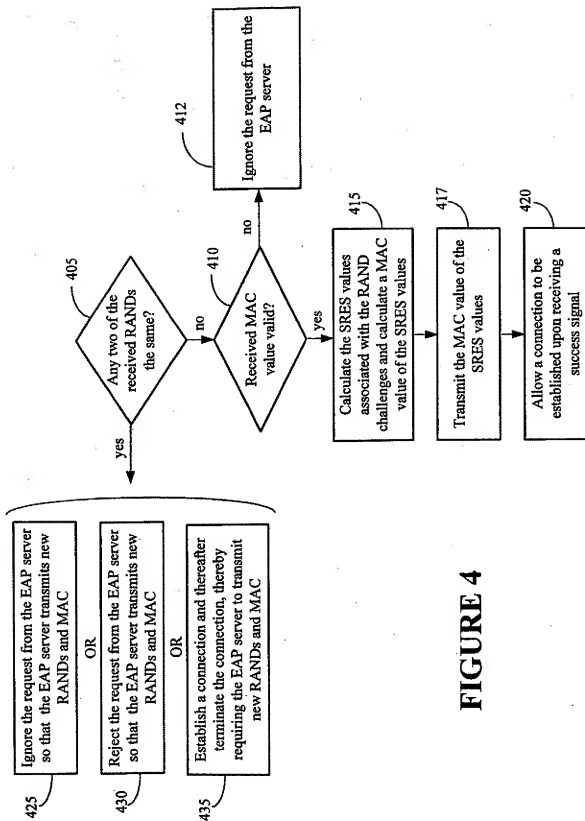 405
Any two of the
received RANDs
the same?
yes
no
Ignore the request from the EAP server
so that the EAP server transmits new
RANDs and MAC
425
OR
Reject the request from the EAP server
so that the EAP server transmits new
RANDs and MAC
430
OR
Establish a connection and thereafter
terminate the connection, thereby
requiring the EAP server to transmit
new RANDs and MAC
435
410
Received MAC
value valid?
no
yes
412
Ignore the request from the
EAP server
415
Calculate the SRES values
associated with the RAND
challenges and calculate a MAC
value of the SRES values
417
Transmit the MAC value of the
SRES values
420
Allow a connection to be
established upon receiving a
success signal
FIGURE 4